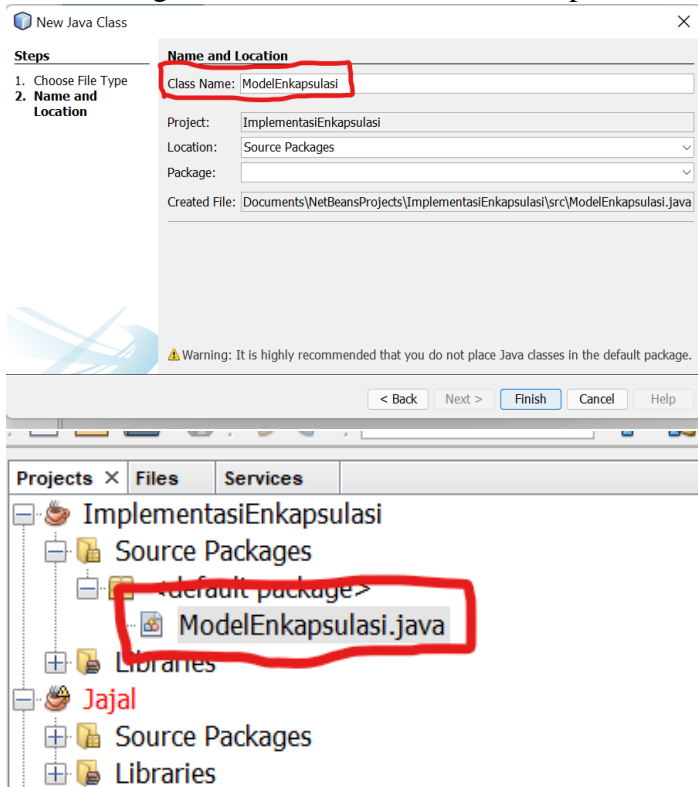 New Java Class
Steps
1. Choose File Type
2. Name and
Location
Name and Location
Class Name: ModelEnkapsulasi
Project: ImplementasiEnkapsulasi
Location: Source Packages
Package:
Created File: Documents\NetBeansProjects\ImplementasiEnkapsulasi\src\ModelEnkapsulasi.java
Warning: It is highly recommended that you do not place Java classes in the default package.
< Back Next > Finish Cancel Help
Projects Files Services
ImplementasiEnkapsulasi
Source Packages
<default package>
ModelEnkapsulasi.java
Libraries
Jajal
Source Packages
Libraries